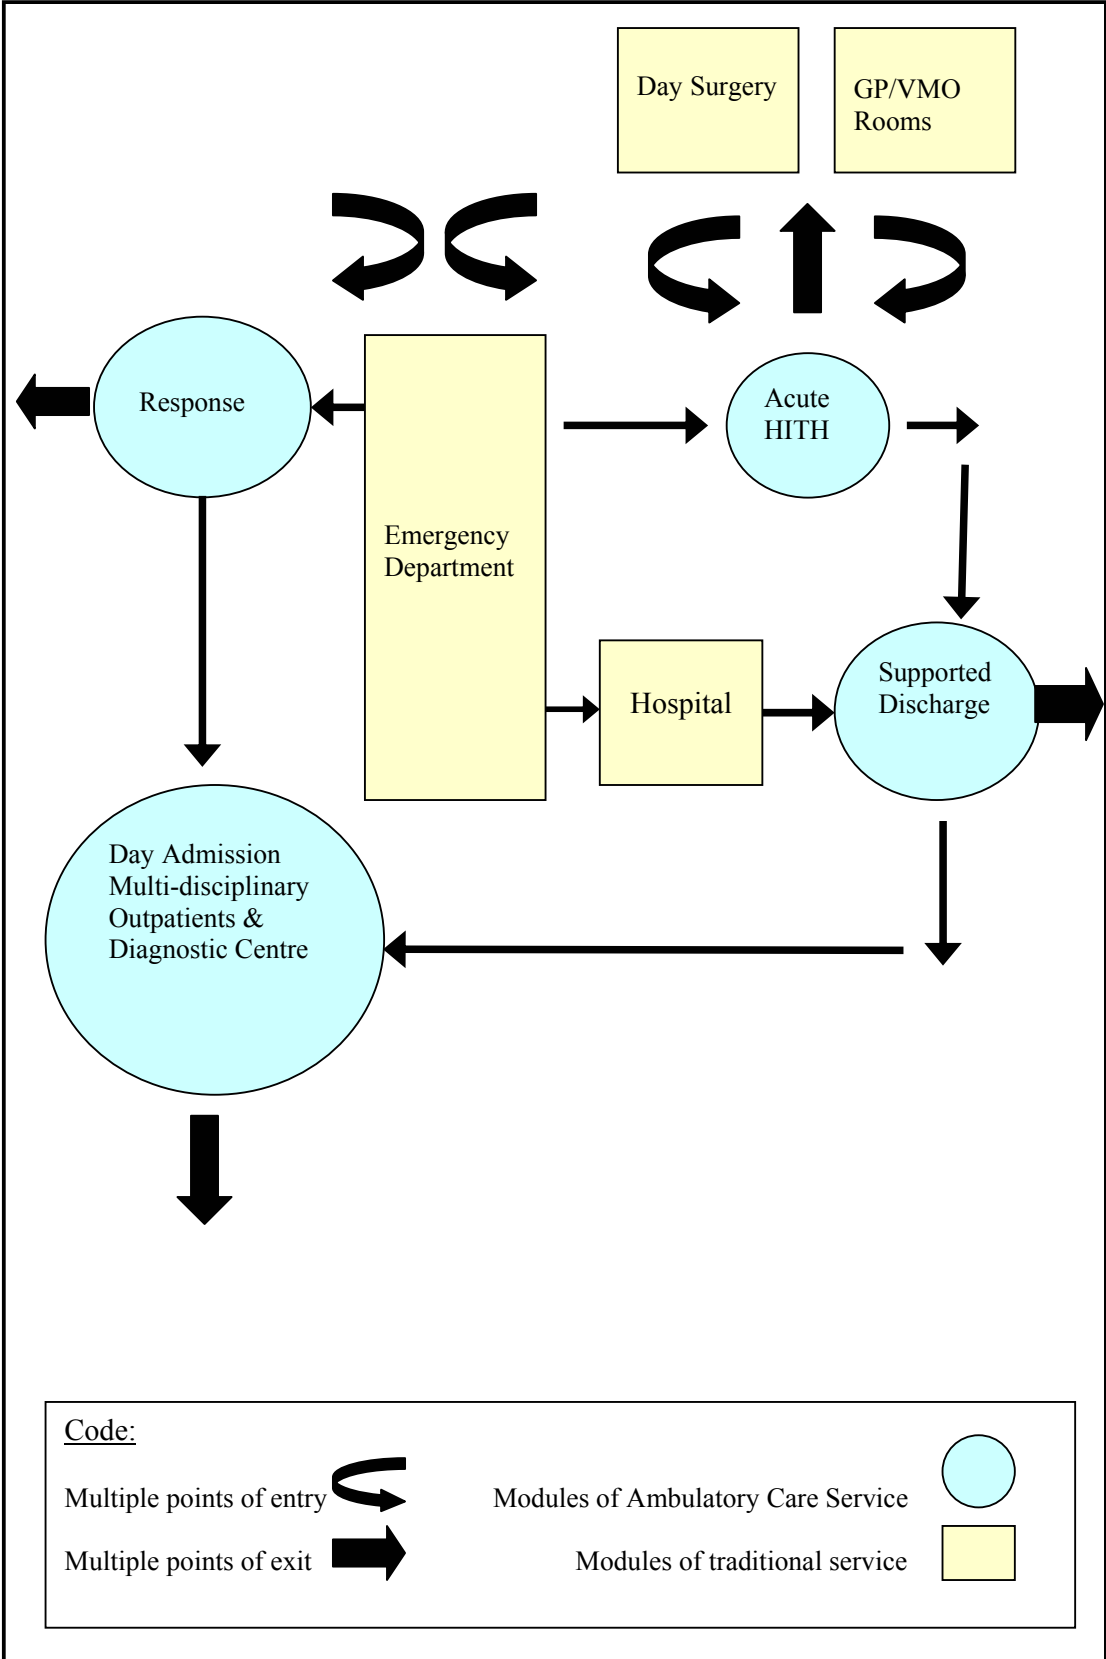 Day Surgery
GP/VMO
Rooms
Response
Acute
HITH
Emergency
Department
Hospital
Supported
Discharge
Day Admission
Multi-disciplinary
Outpatients &
Diagnostic Centre
Code:
Multiple points of entry
Modules of Ambulatory Care Service
Multiple points of exit
Modules of traditional service